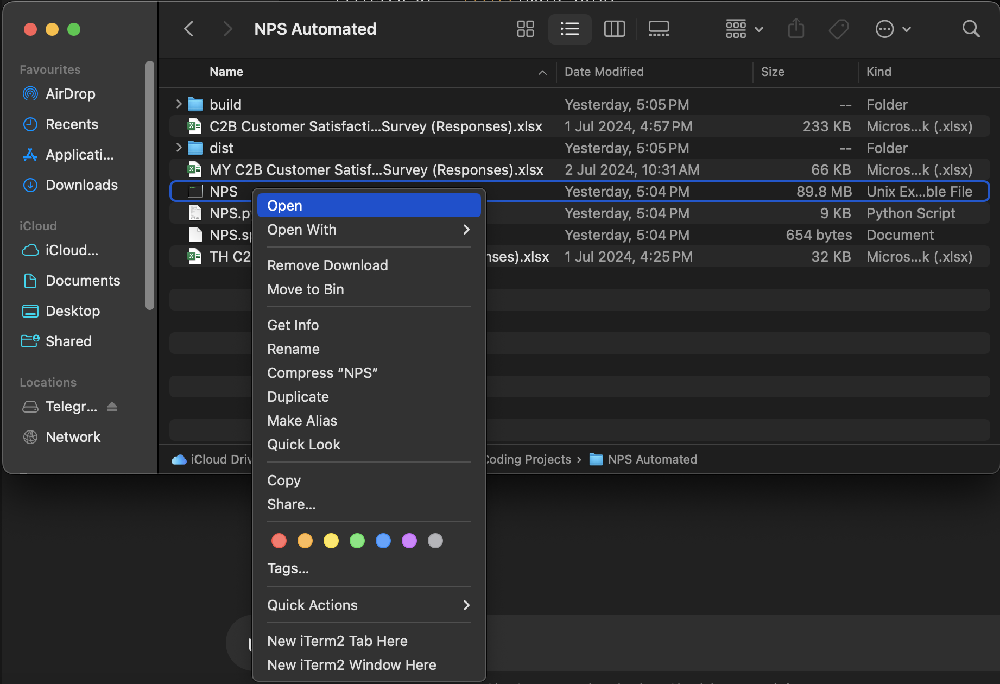 NPS Automated
Favourites
AirDrop
Recents
Applicati...
Downloads
iCloud
iCloud...
Documents
Desktop
Shared
Locations
Telegr...
Network
Name Date Modified Size Kind
build Yesterday, 5:05 PM -- Folder
C2B Customer Satisfacti...Survey (Responses).xlsx 1 Jul 2024, 4:57 PM 233 KB Micros...k (.xlsx)
dist Yesterday, 5:05 PM -- Folder
MY C2B Customer Satisf...Survey (Responses).xlsx 2 Jul 2024, 10:31 AM 66 KB Micros...k (.xlsx)
NPS Yesterday, 5:04 PM 89.8 MB Unix Ex...ble File
NPS.py Yesterday, 5:04 PM 9 KB Python Script
NPS.sp Yesterday, 5:04 PM 654 bytes Document
TH C2 nses).xlsx 1 Jul 2024, 4:25 PM 32 KB Micros...k (.xlsx)
Open
Open With
Remove Download
Move to Bin
Get Info
Rename
Compress “NPS”
Duplicate
Make Alias
Quick Look
Copy
Share...
Tags...
Quick Actions
New iTerm2 Tab Here
New iTerm2 Window Here
iCloud Driv Coding Projects › NPS Automated